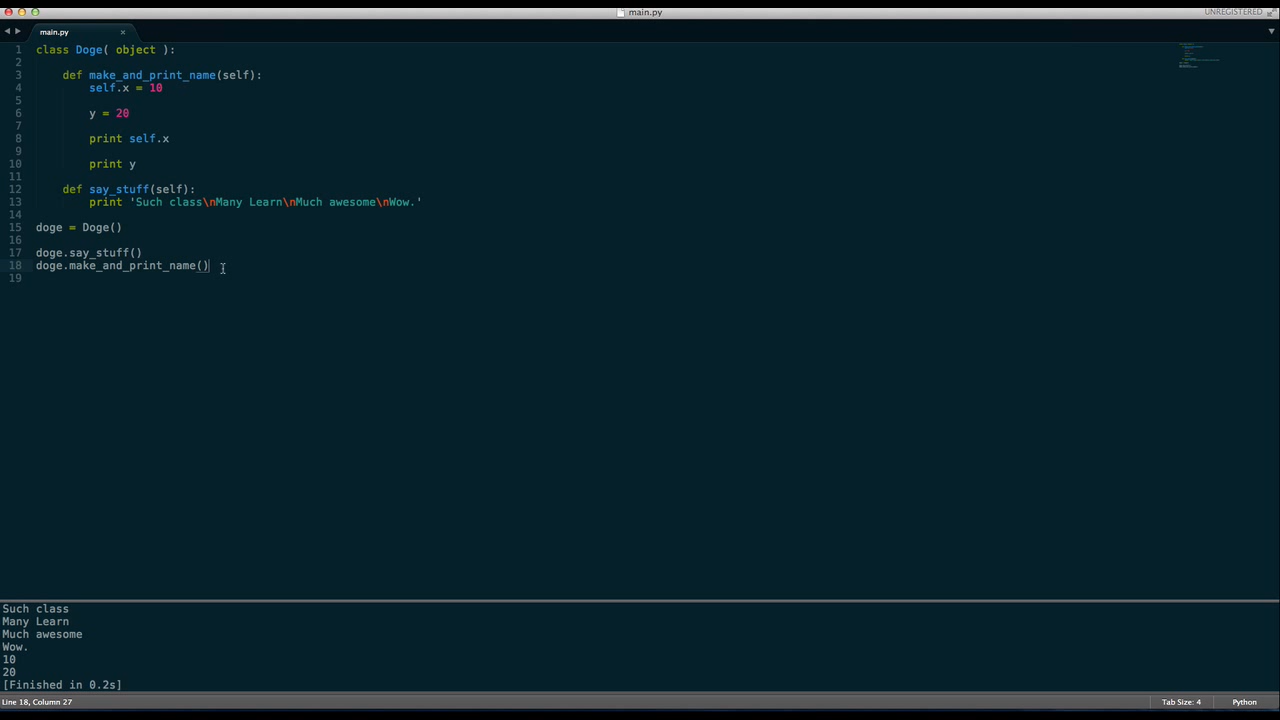 main.py
UNREGISTERED
main.py
1 class Doge( object ):
2
3 def make_and_print_name(self):
4 self.x = 10
5
6 y = 20
7
8 print self.x
9
10 print y
11
12 def say_stuff(self):
13 print 'Such class\nMany Learn\nMuch awesome\nWow.'
14
15 doge = Doge()
16
17 doge.say_stuff()
18 doge.make_and_print_name()
19
Such class
Many Learn
Much awesome
Wow.
10
20
[Finished in 0.2s]
Line 18, Column 27
Tab Size: 4
Python